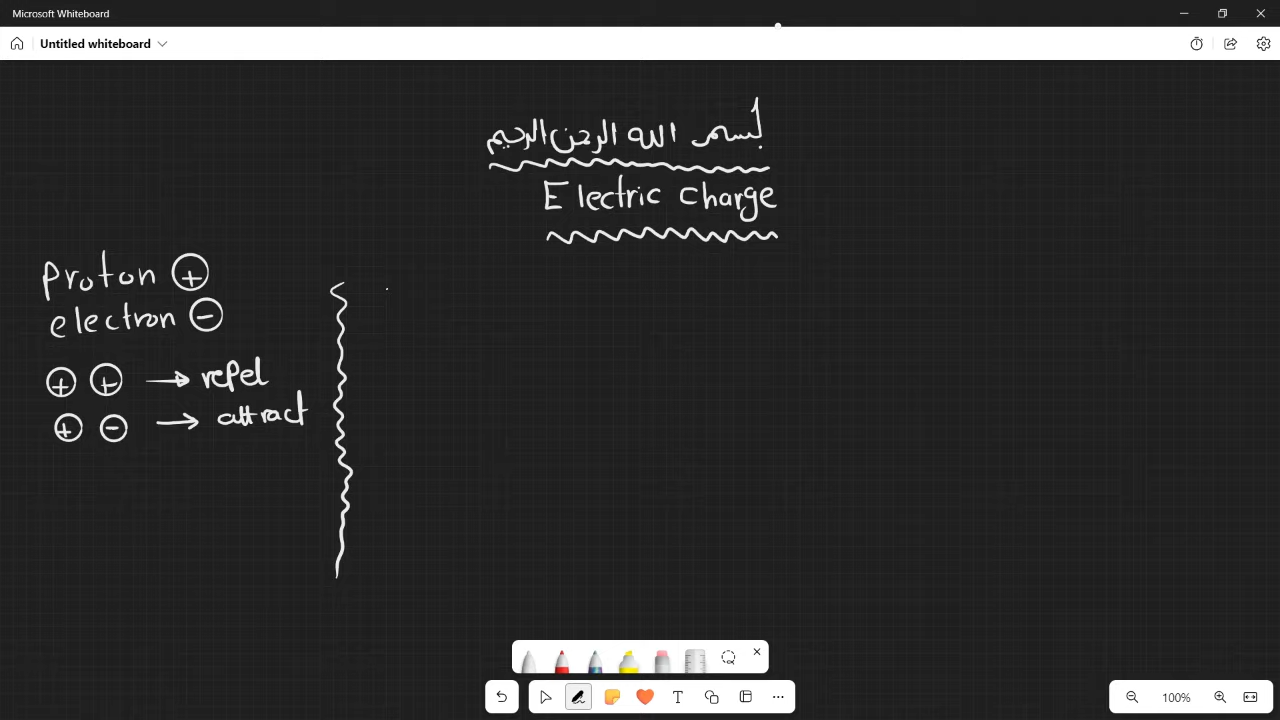 Microsoft Whiteboard
Untitled whiteboard
بسم الله الرحمن الرحيم
Electric charge
proton +
electron -
+ + → repel
+ - → attract
100%